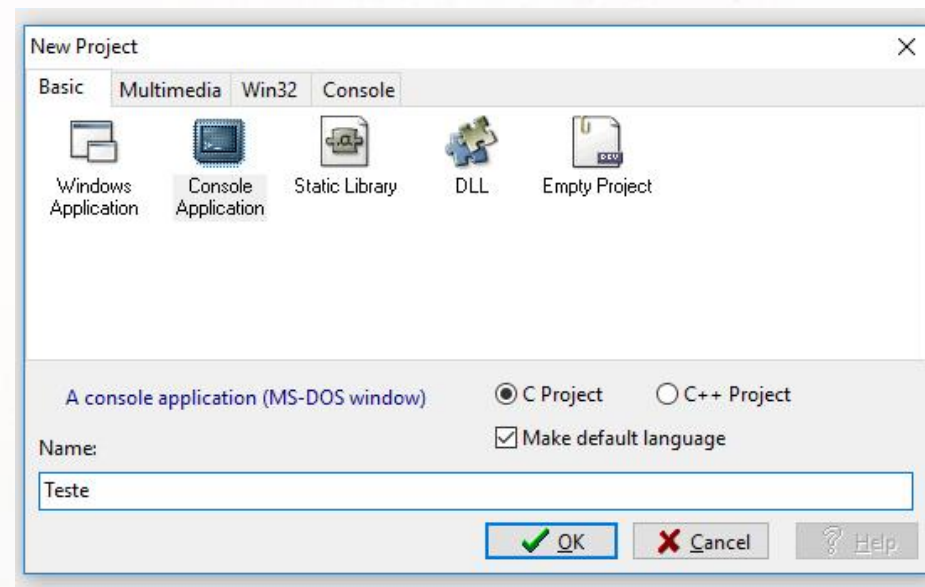 New Project
Basic Multimedia Win32 Console
Windows Application
Console Application
Static Library
DLL
Empty Project
A console application (MS-DOS window)
C Project
C++ Project
Make default language
Name:
Teste
OK
Cancel
Help